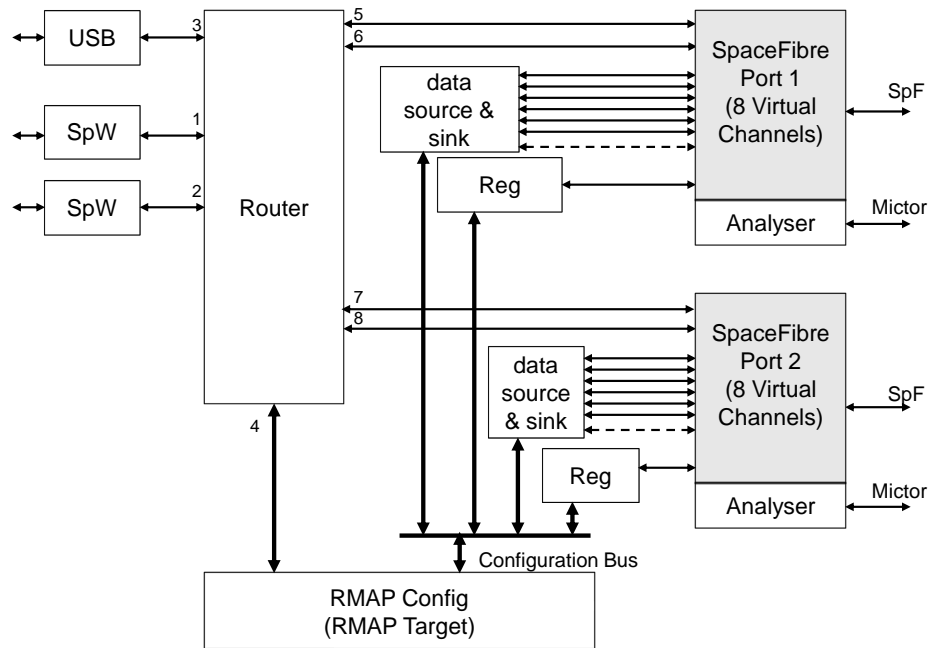 USB
3
5
6
SpaceFibre
Port 1
(8 Virtual
Channels)
SpF
data
source &
sink
SpW
1
Reg
SpW
2
Router
Analyser
Mictor
7
8
SpaceFibre
Port 2
(8 Virtual
Channels)
SpF
data
source
& sink
4
Reg
Analyser
Mictor
Configuration Bus
RMAP Config
(RMAP Target)